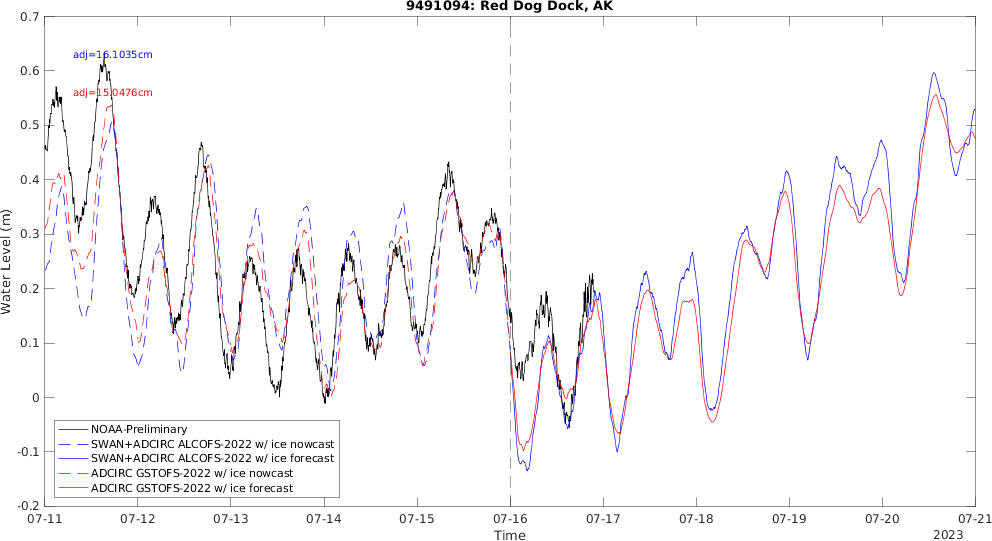 9491094: Red Dog Dock, AK
0.7
adj=16.1035cm
0.6
adj=15.0476cm
0.5
0.4
0.3
0.2
0.1
0
-0.1
-0.2
Water Level (m)
NOAA-Preliminary
SWAN+ADCIRC ALCOFS-2022 w/ ice nowcast
SWAN+ADCIRC ALCOFS-2022 w/ ice forecast
ADCIRC GSTOFS-2022 w/ ice nowcast
ADCIRC GSTOFS-2022 w/ ice forecast
07-11 07-12 07-13 07-14 07-15 07-16 07-17 07-18 07-19 07-20 07-21
Time
2023